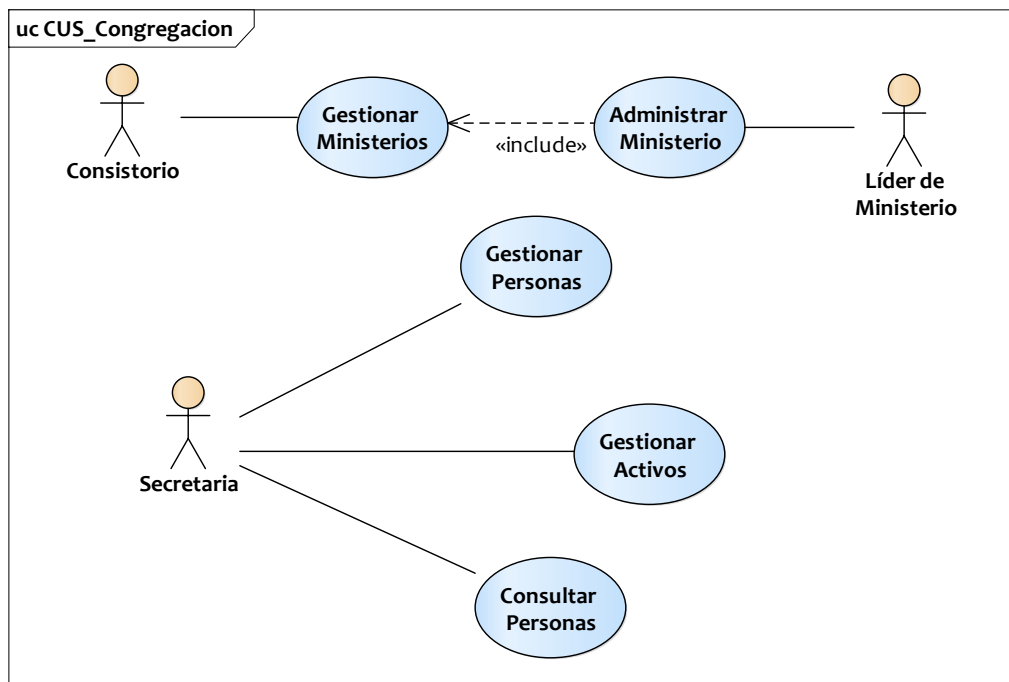 uc CUS_Congregacion
Consistorio
Gestionar
Ministerios
«include»
Administrar
Ministerio
Líder de
Ministerio
Gestionar
Personas
Secretaria
Gestionar
Activos
Consultar
Personas